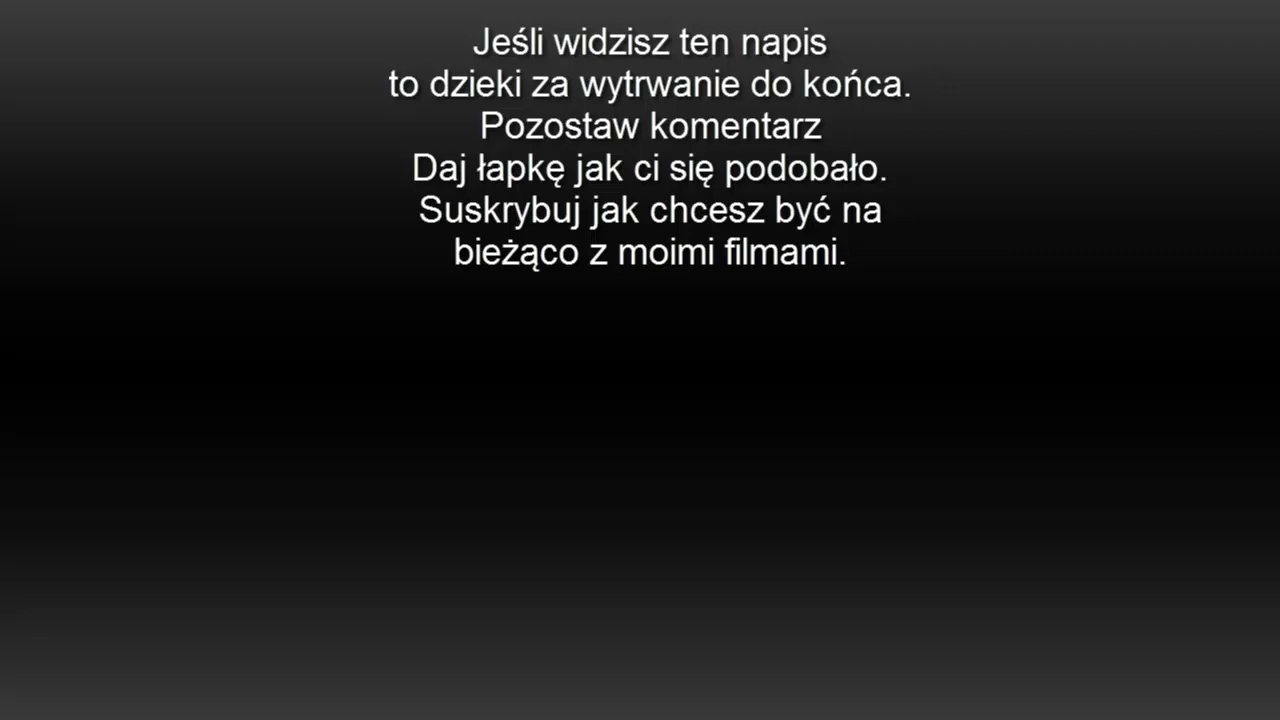 Jeśli widzisz ten napis
to dzieki za wytrwanie do końca.
Pozostaw komentarz
Daj łapkę jak ci się podobało.
Suskrybuj jak chcesz być na
bieżąco z moimi filmami.